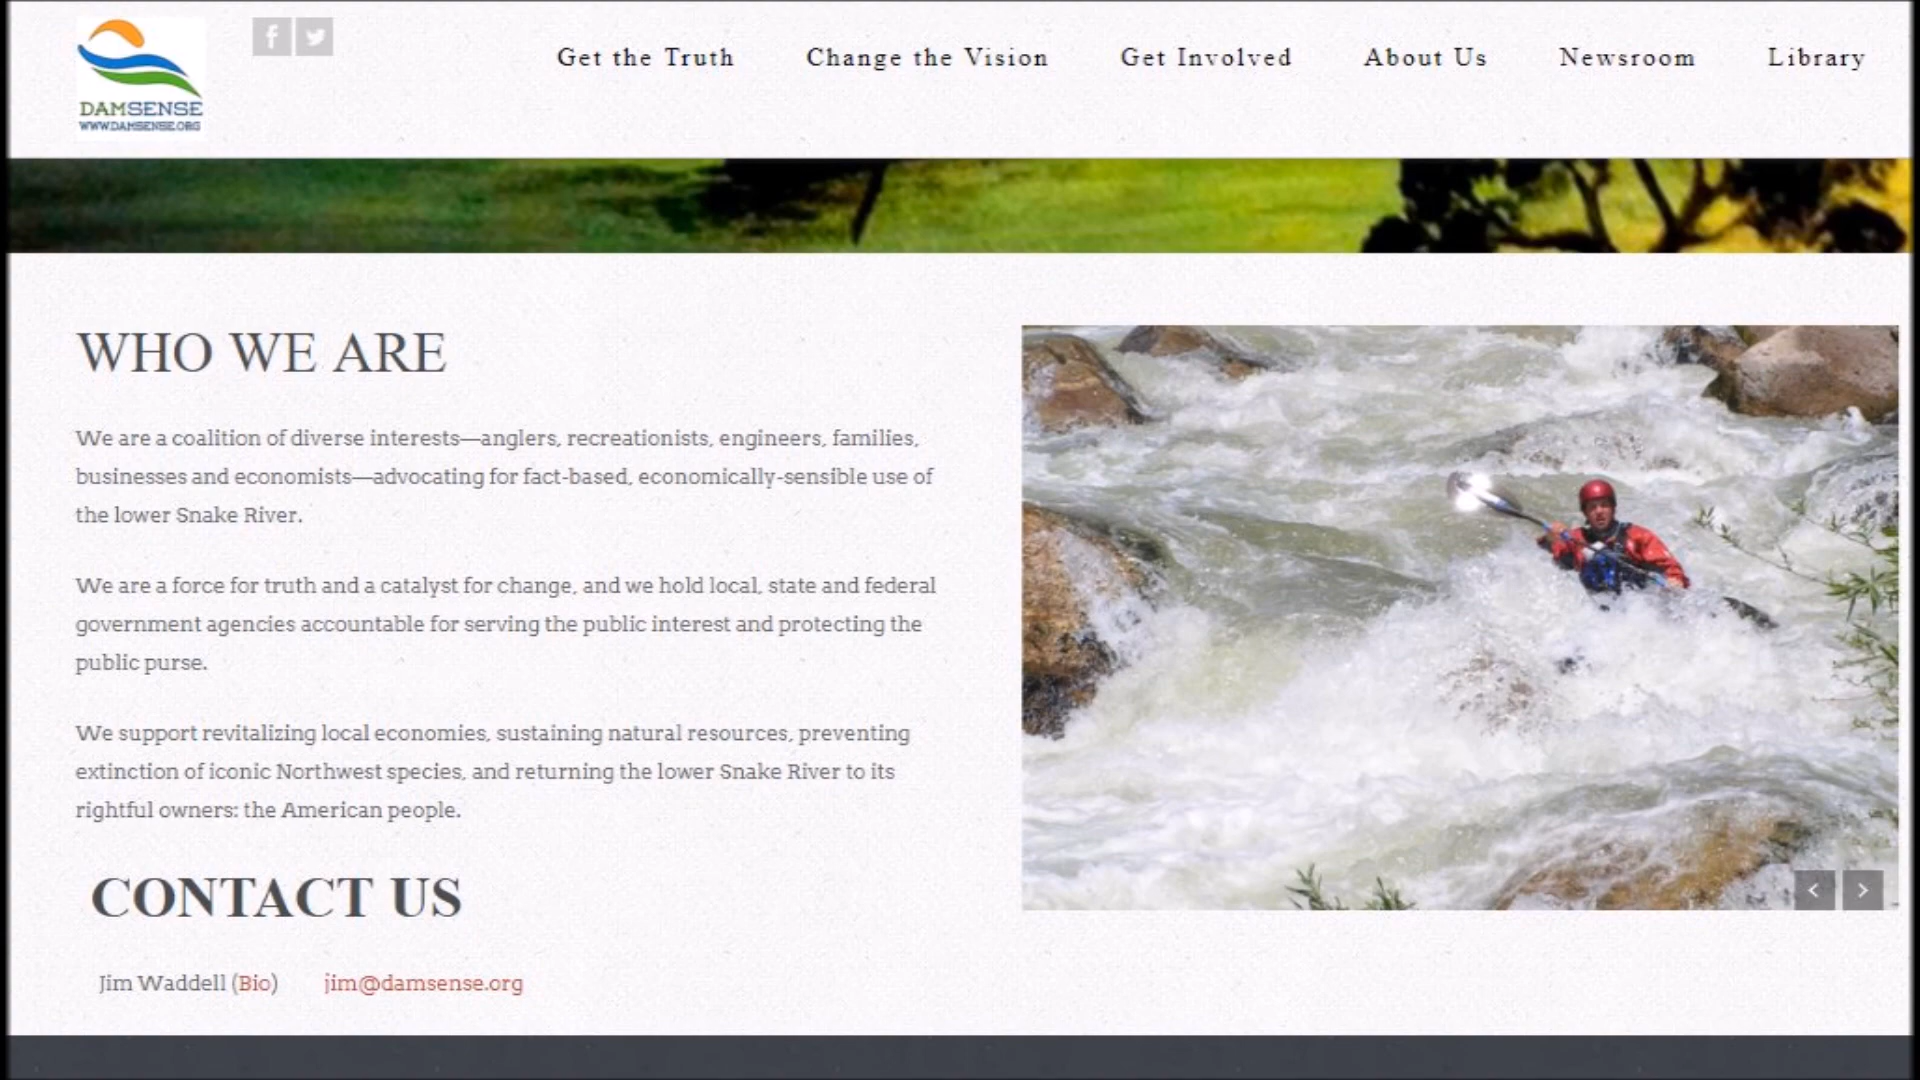 DAMSENSE
WWW.DAMSENSE.ORG
Get the Truth
Change the Vision
Get Involved
About Us
Newsroom
Library
WHO WE ARE
We are a coalition of diverse interests—anglers, recreationists, engineers, families,
businesses and economists—advocating for fact-based, economically-sensible use of
the lower Snake River.
We are a force for truth and a catalyst for change, and we hold local, state and federal
government agencies accountable for serving the public interest and protecting the
public purse.
We support revitalizing local economies, sustaining natural resources, preventing
extinction of iconic Northwest species, and returning the lower Snake River to its
rightful owners: the American people.
CONTACT US
Jim Waddell (Bio) jim@damsense.org